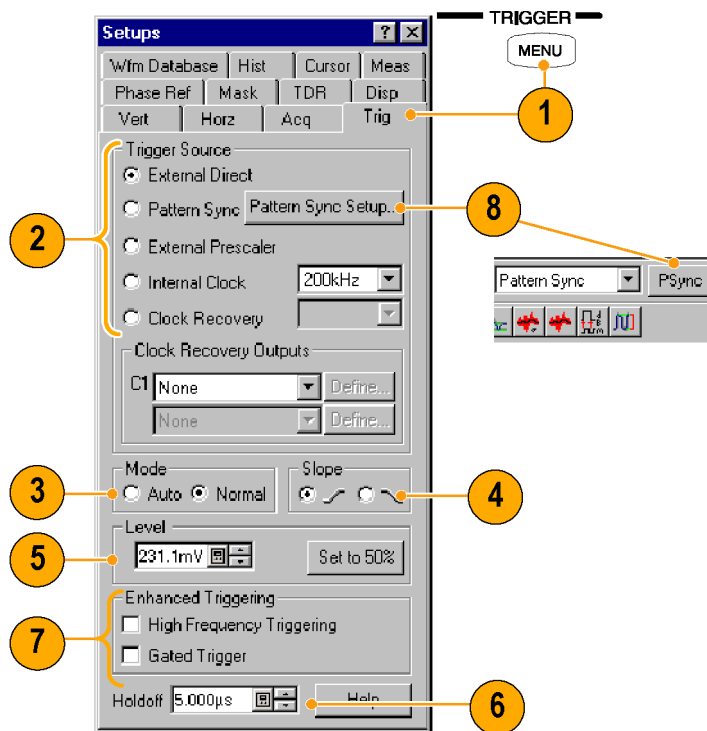 TRIGGER
MENU
1
Setups
Wfm Database Hist Cursor Meas
Phase Ref Mask TDR Disp
Vert Horz Acq Trig
2
Trigger Source
External Direct
Pattern Sync Pattern Sync Setup...
8
External Prescaler
Internal Clock 200kHz
Clock Recovery
Pattern Sync PSync
Clock Recovery Outputs
C1 None Define...
None Define...
3
Mode
Auto Normal
Slope
4
5
Level
231.1mV Set to 50%
7
Enhanced Triggering
High Frequency Triggering
Gated Trigger
Holdoff 5.000µs Help
6